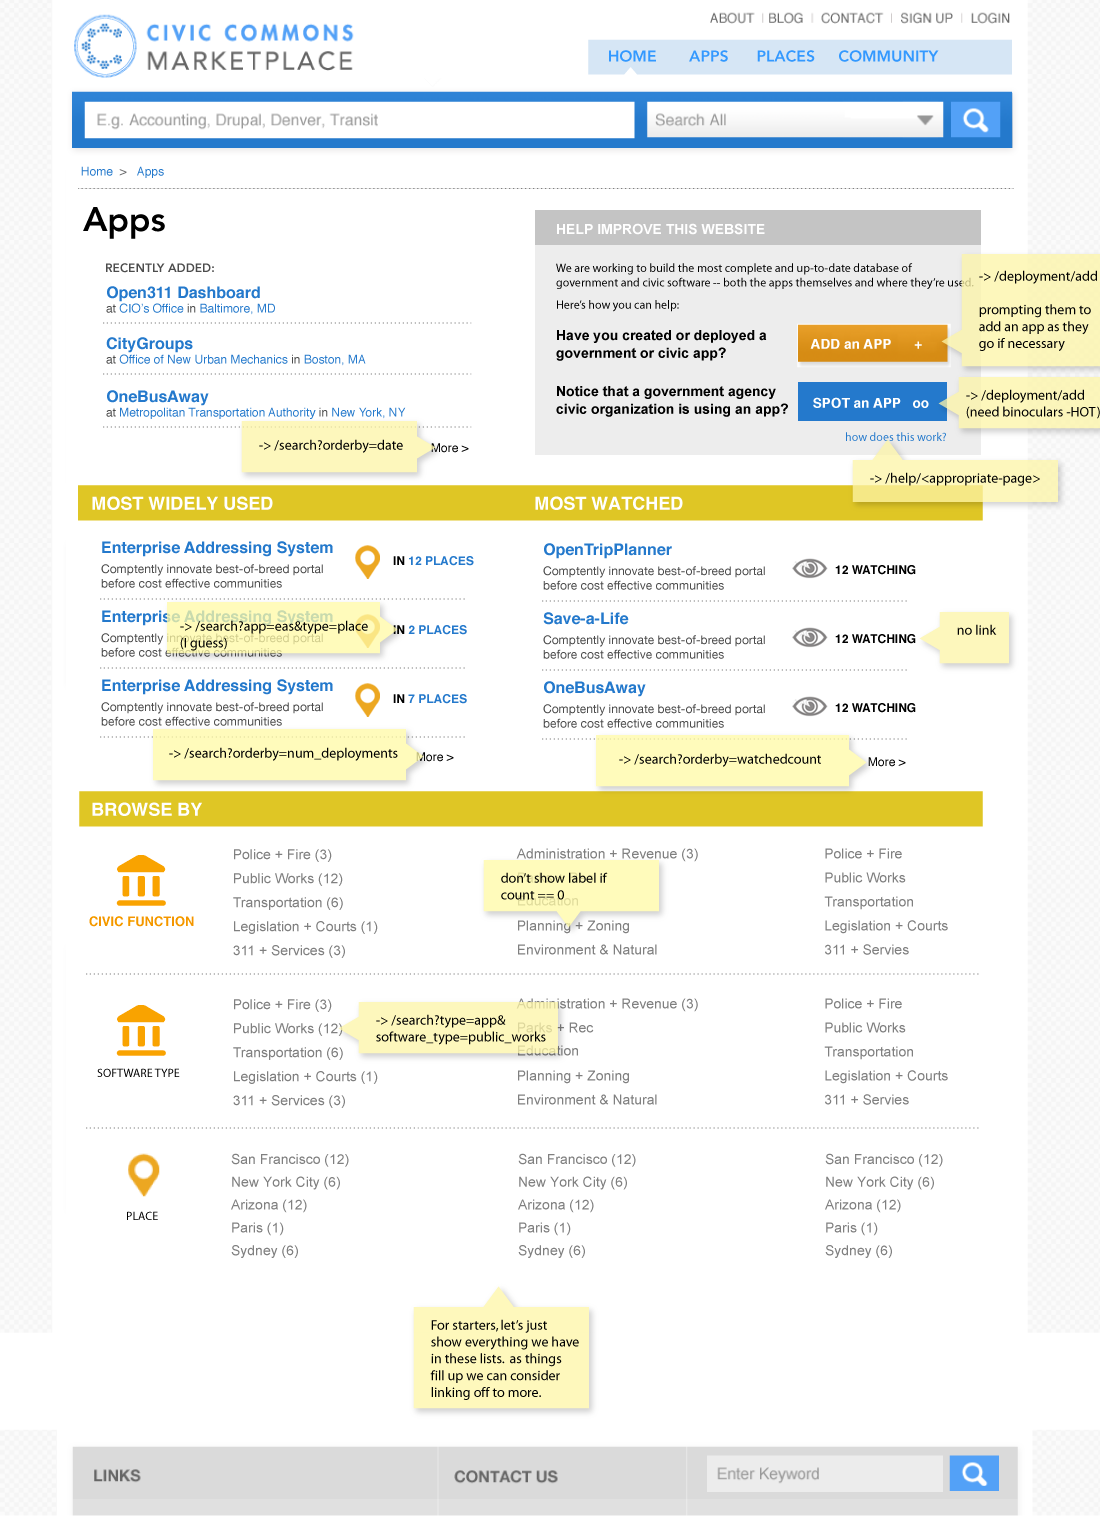 CIVIC COMMONS
MARKETPLACE
ABOUT | BLOG | CONTACT | SIGN UP | LOGIN
HOME APPS PLACES COMMUNITY
E.g. Accounting, Drupal, Denver, Transit
Search All
Home > Apps
Apps
RECENTLY ADDED:
Open311 Dashboard
at CIO's Office in Baltimore, MD
CityGroups
at Office of New Urban Mechanics in Boston, MA
OneBusAway
at Metropolitan Transportation Authority in New York, NY
-> /search?orderby=date
More >
HELP IMPROVE THIS WEBSITE
We are working to build the most complete and up-to-date database of
government and civic software -- both the apps themselves and where they're used.
Here's how you can help:
Have you created or deployed a
government or civic app?
ADD an APP +
-> /deployment/add
prompting them to
add an app as they
go if necessary
Notice that a government agency
civic organization is using an app?
SPOT an APP oo
-> /deployment/add
(need binoculars -HOT)
how does this work?
-> /help/<appropriate-page>
MOST WIDELY USED
Enterprise Addressing System
Comptently innovate best-of-breed portal
before cost effective communities
IN 12 PLACES
Enterprise Addressing System
Comptently innovate best-of-breed portal
before cost effective communities
IN 2 PLACES
-> /search?app=eas&type=place
(I guess)
Enterprise Addressing System
Comptently innovate best-of-breed portal
before cost effective communities
IN 7 PLACES
-> /search?orderby=num_deployments
More >
MOST WATCHED
OpenTripPlanner
Comptently innovate best-of-breed portal
before cost effective communities
12 WATCHING
Save-a-Life
Comptently innovate best-of-breed portal
before cost effective communities
12 WATCHING
no link
OneBusAway
Comptently innovate best-of-breed portal
before cost effective communities
12 WATCHING
-> /search?orderby=watchedcount
More >
BROWSE BY
CIVIC FUNCTION
Police + Fire (3)
Public Works (12)
Transportation (6)
Legislation + Courts (1)
311 + Services (3)
Administration + Revenue (3)
don't show label if
count == 0
Education
Planning + Zoning
Environment & Natural
Police + Fire
Public Works
Transportation
Legislation + Courts
311 + Servies
SOFTWARE TYPE
Police + Fire (3)
Public Works (12)
Transportation (6)
Legislation + Courts (1)
311 + Services (3)
-> /search?type=app&
software_type=public_works
Administration + Revenue (3)
Parks + Rec
Education
Planning + Zoning
Environment & Natural
Police + Fire
Public Works
Transportation
Legislation + Courts
311 + Servies
PLACE
San Francisco (12)
New York City (6)
Arizona (12)
Paris (1)
Sydney (6)
San Francisco (12)
New York City (6)
Arizona (12)
Paris (1)
Sydney (6)
San Francisco (12)
New York City (6)
Arizona (12)
Paris (1)
Sydney (6)
For starters, let's just
show everything we have
in these lists. as things
fill up we can consider
linking off to more.
LINKS
CONTACT US
Enter Keyword